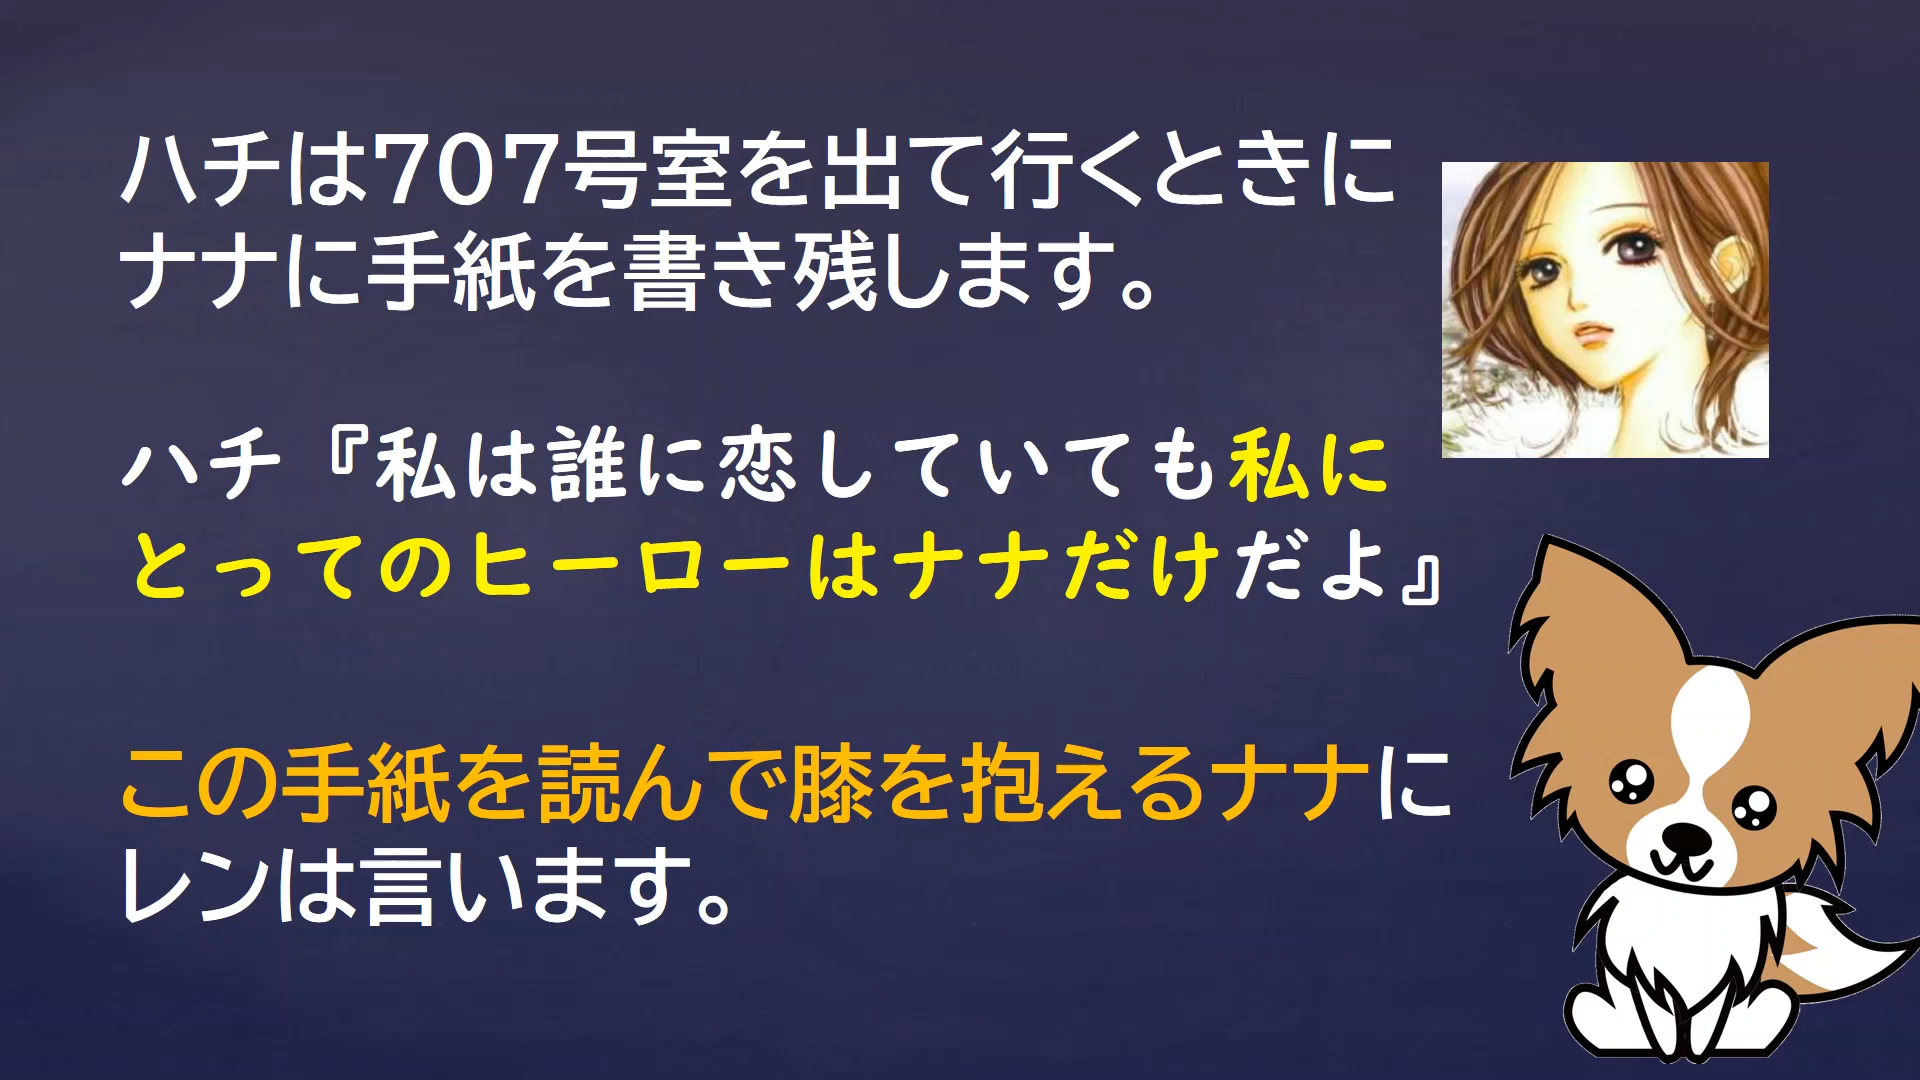 ハチは707号室を出て行くときに
ナナに手紙を書き残します。
ハチ『私は誰に恋していても私に
とってのヒーローはナナだけだよ』
この手紙を読んで膝を抱えるナナに
レンは言います。